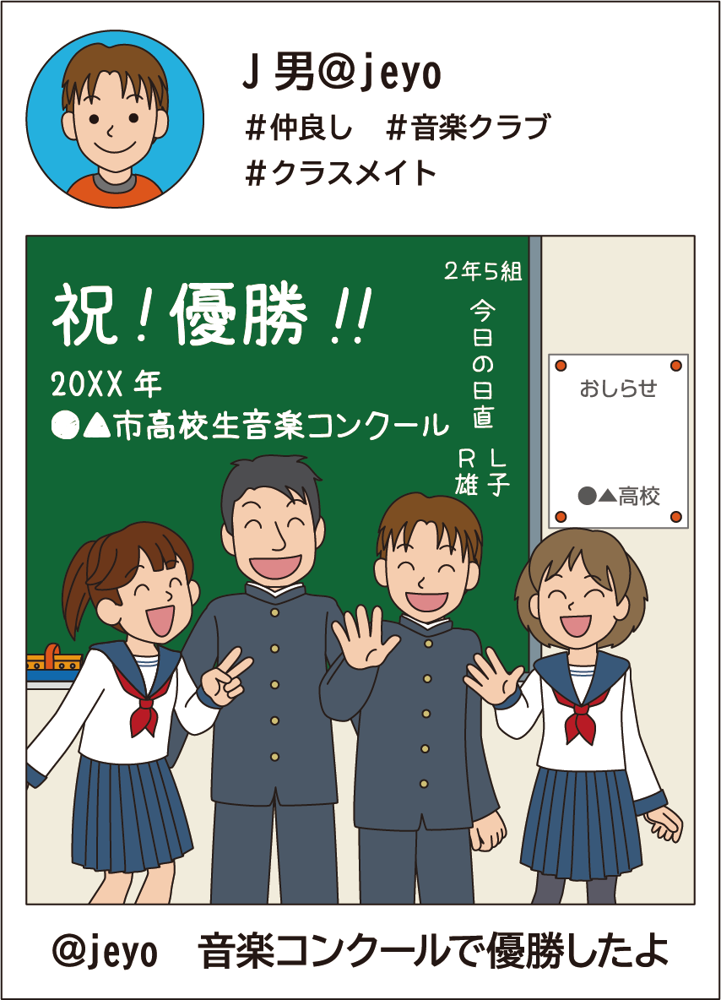 J男@jeyo
#仲良し　#音楽クラブ
#クラスメイト
祝!優勝!!
20XX年
●▲市高校生音楽コンクール
2年5組
今日の日直
L子
R雄
おしらせ
●▲高校
@jeyo　音楽コンクールで優勝したよ